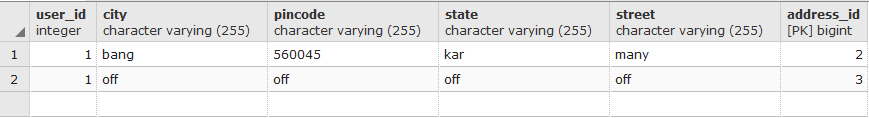 user_id city pincode state street address_id
integer character varying (255) character varying (255) character varying (255) character varying (255) [PK] bigint
1 1 bang 560045 kar many 2
2 1 off off off off 3